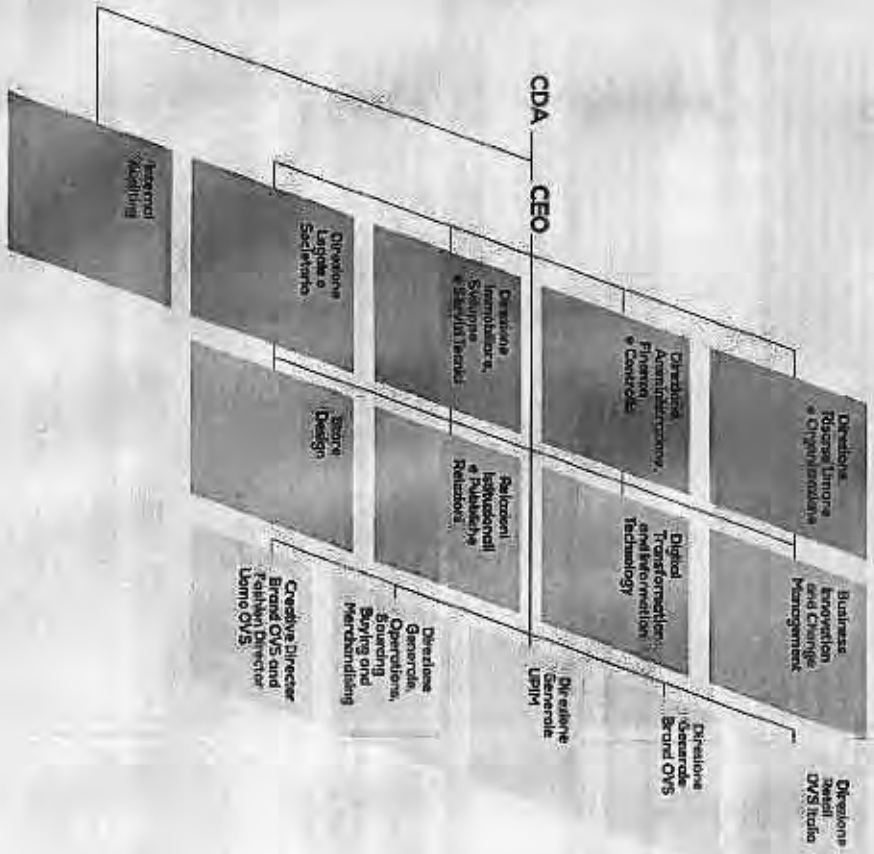 CDA
CEO
Internal
Auditing
Direzione
Legale e
Societario
Direzione
Immobiliare,
Sviluppo
e Servizi Tecnici
Direzione
Amministrazione,
Finanza
e Controllo
Direzione
Risorse Umane
e Organizzazione
Store
Design
Relazioni
Istituzionali
e Pubbliche
Relazioni
Digital
Transformation
and Information
Technology
Business
Innovation
and Change
Management
Creative Director
Brand OVS and
Fashion Director
Uomo OVS
Direzione
Generale,
Operations,
Sourcing
Buying and
Merchandising
Direzione
Generale
UPIM
Direzione
Generale
Brand OVS
Direzione
Retail
OVS Italia